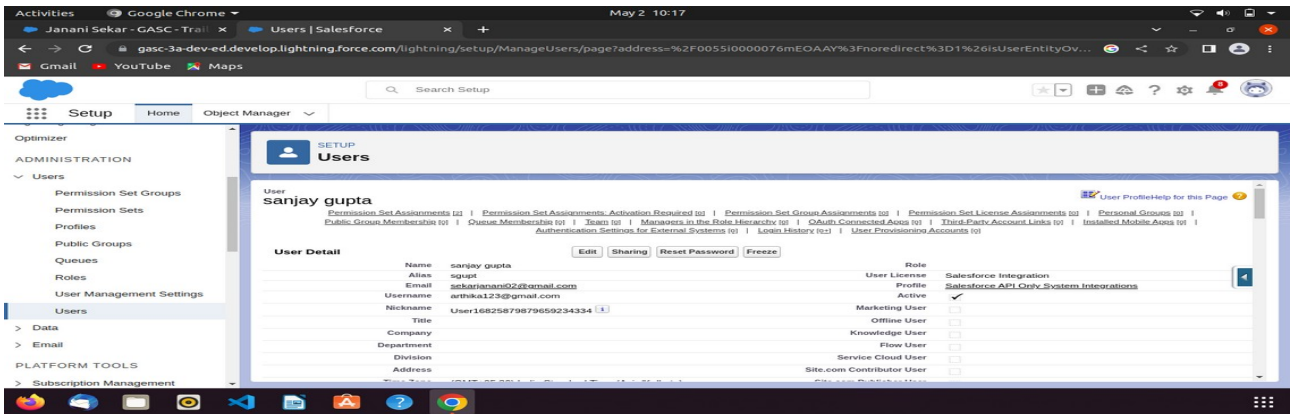 Activities Google Chrome May 2 10:17
Janani Sekar - GASC - Trail × Users | Salesforce × +
gasc-3a-dev-ed.develop.lightning.force.com/lightning/setup/ManageUsers/page?address=%2F0055i0000076mEOAAY%3Fnoredirect%3D1%26isUserEntityOv...
Gmail YouTube Maps
Search Setup 8
Setup Home Object Manager
Optimizer
ADMINISTRATION
Users
Permission Set Groups
Permission Sets
Profiles
Public Groups
Queues
Roles
User Management Settings
Users
> Data
> Email
PLATFORM TOOLS
> Subscription Management
SETUP
Users
User
sanjay gupta
User Profile Help for this Page
Permission Set Assignments [2] | Permission Set Assignments: Activation Required [0] | Permission Set Group Assignments [0] | Permission Set License Assignments [0] | Personal Groups [0] |
Public Group Membership [0] | Queue Membership [0] | Team [0] | Managers in the Role Hierarchy [0] | OAuth Connected Apps [0] | Third-Party Account Links [0] | Installed Mobile Apps [0] |
Authentication Settings for External Systems [0] | Login History [0+] | User Provisioning Accounts [0]
User Detail Edit Sharing Reset Password Freeze
Name sanjay gupta Role
Alias sgupt User License Salesforce Integration
Email sekarjanani02@gmail.com Profile Salesforce API Only System Integrations
Username arthika123@gmail.com Active ✓
Nickname User16825879879659234334 i Marketing User
Title Offline User
Company Knowledge User
Department Flow User
Division Service Cloud User
Address Site.com Contributor User